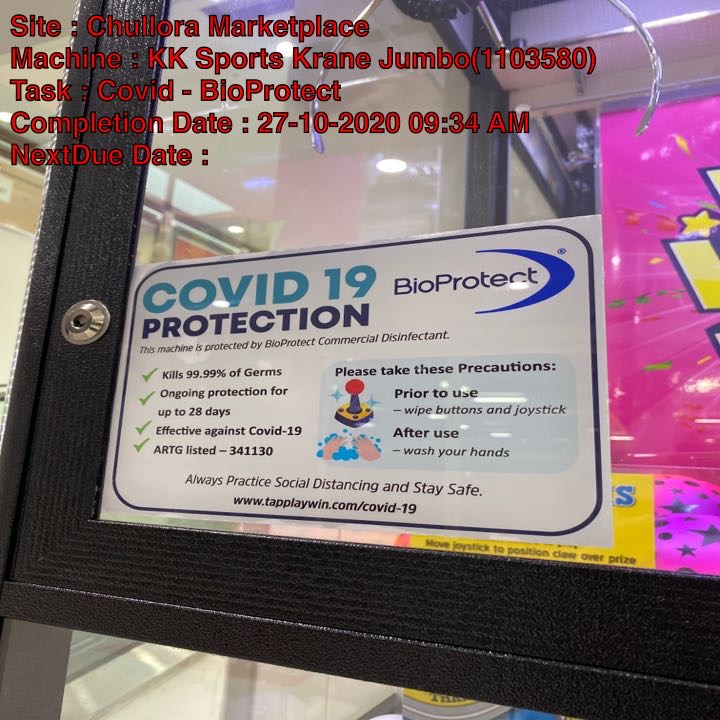 Site : Chullora Marketplace
Machine : KK Sports Krane Jumbo(1103580)
Task : Covid - BioProtect
Completion Date : 27-10-2020 09:34 AM
NextDue Date :
COVID 19
PROTECTION
BioProtect®
This machine is protected by BioProtect Commercial Disinfectant.
Kills 99.99% of Germs
Ongoing protection for
up to 28 days
Effective against Covid-19
ARTG listed – 341130
Please take these Precautions:
Prior to use
– wipe buttons and joystick
After use
– wash your hands
Always Practice Social Distancing and Stay Safe.
www.tapplaywin.com/covid-19
Move joystick to position claw over prize